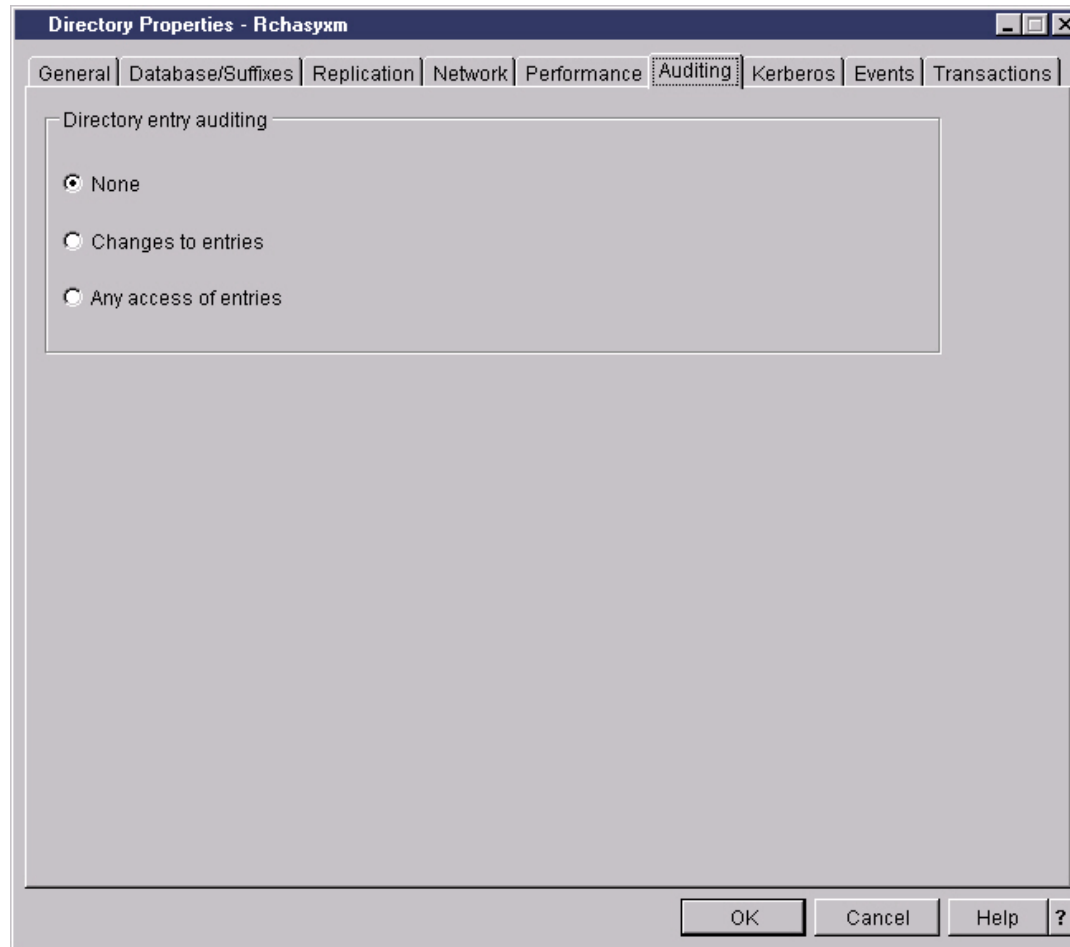 Directory Properties - Rchasyxm
General Database/Suffixes Replication Network Performance Auditing Kerberos Events Transactions
Directory entry auditing
None
Changes to entries
Any access of entries
OK Cancel Help ?